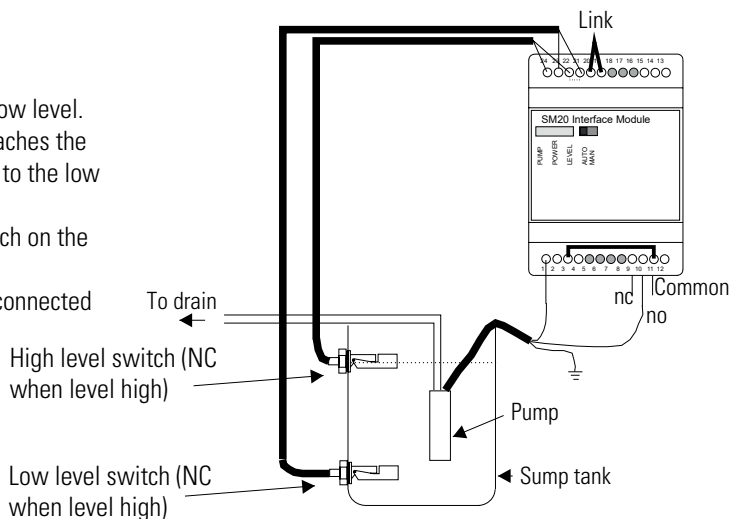 Link
24 23 22 21 20 19 18 17 16 15 14 13
ow level.
aches the
to the low
ch on the
connected
SM20 Interface Module
PUMP
POWER
LEVEL
AUTO
MAN
1 2 3 4 5 6 7 8 9 10 11 12
nc
Common
no
To drain
High level switch (NC
when level high)
Pump
Low level switch (NC
when level high)
Sump tank